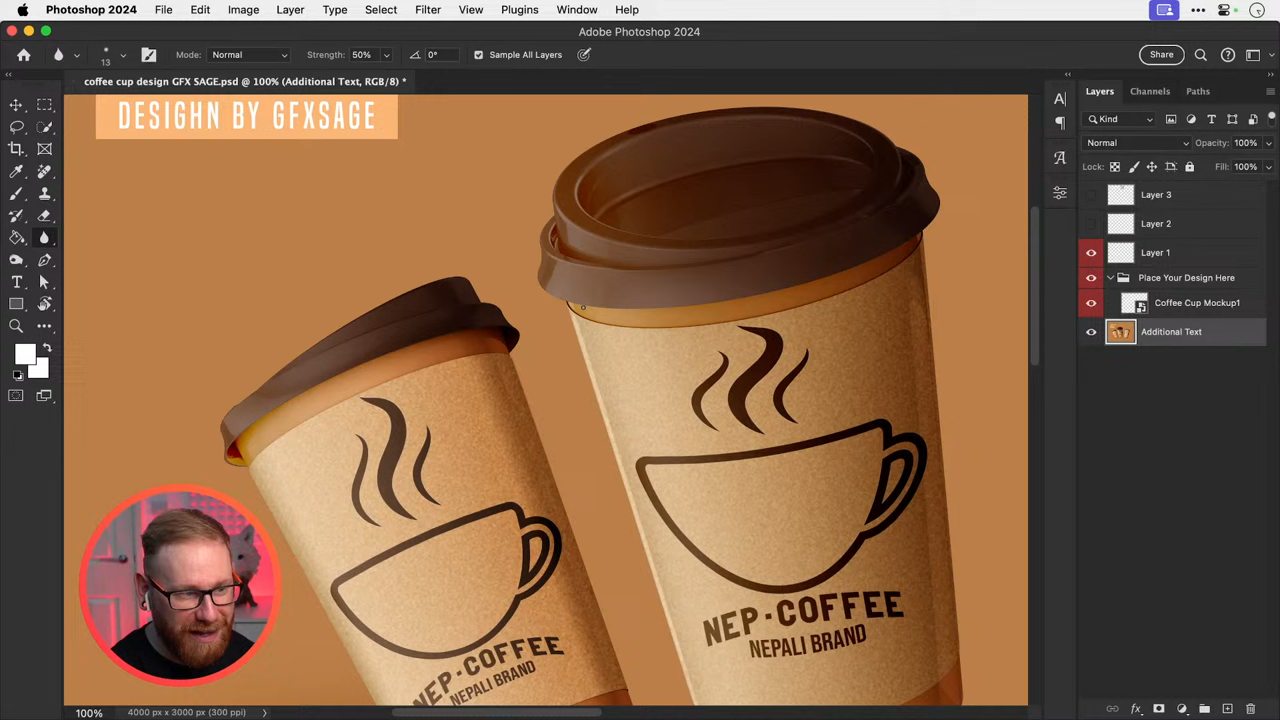 Photoshop 2024 File Edit Image Layer Type Select Filter View Plugins Window Help
Adobe Photoshop 2024
13 Mode: Normal Strength: 50% 0° Sample All Layers Share
coffee cup design GFX SAGE.psd @ 100% (Additional Text, RGB/8) *
DESIGHN BY GFXSAGE
NEP·COFFEE
NEPALI BRAND
NEP·COFFEE
NEPALI BRAND
Layers Channels Paths
Kind
Normal Opacity: 100%
Lock: Fill: 100%
Layer 3
Layer 2
Layer 1
Place Your Design Here
Coffee Cup Mockup1
Additional Text
100% 4000 px x 3000 px (300 ppi)